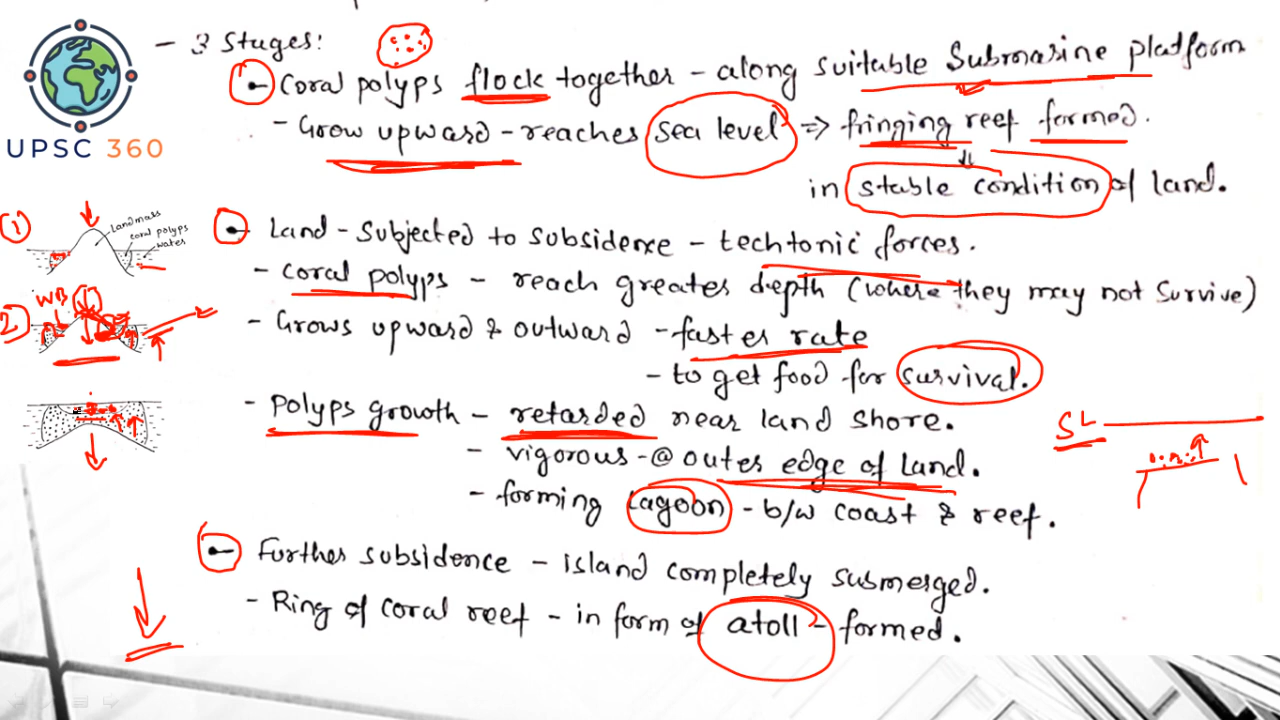 - 3 Stages:
• Coral polyps flock together - along suitable Submarine platform
- Grow upward - reaches sea level ⇒ fringing reef formed.
in stable condition of land.
UPSC 360
1
Landmass
coral polyps
water
• Land - Subjected to subsidence - techtonic forces.
- Coral polyps - reach greater depth (where they may not Survive)
WB
2
- Grows upward & outward - faster rate
- to get food for survival.
- Polyps growth - retarded near land shore.
SL
- vigorous - @ outer edge of Land.
- forming Lagoon - b/w coast & reef.
• Further subsidence - island completely submerged.
- Ring of coral reef - in form of atoll - formed.